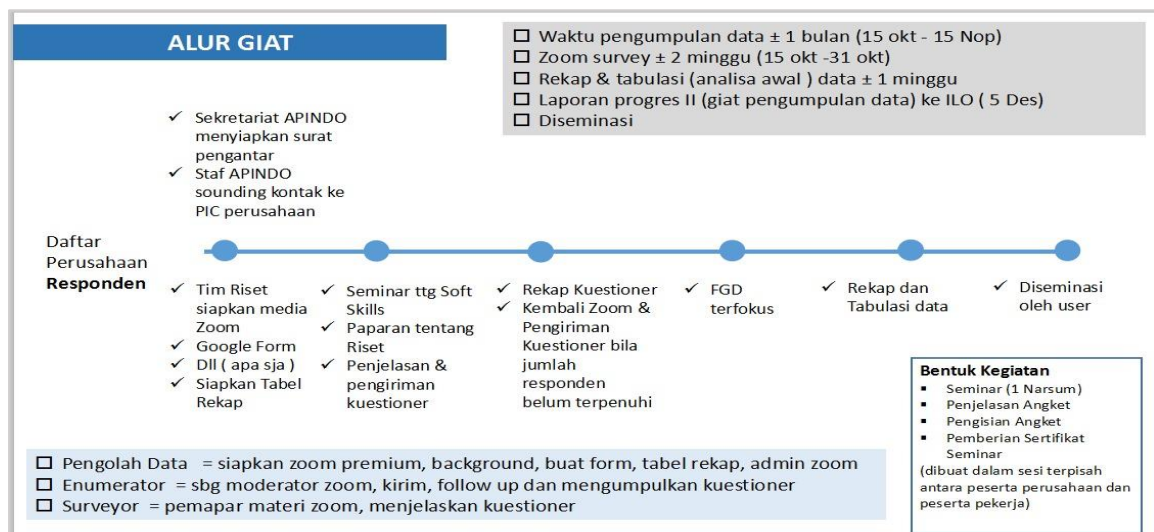 ALUR GIAT
☐ Waktu pengumpulan data ± 1 bulan (15 okt - 15 Nop)
☐ Zoom survey ± 2 minggu (15 okt -31 okt)
☐ Rekap & tabulasi (analisa awal ) data ± 1 minggu
☐ Laporan progres II (giat pengumpulan data) ke ILO ( 5 Des)
☐ Diseminasi
✓ Sekretariat APINDO
menyiapkan surat
pengantar
✓ Staf APINDO
sounding kontak ke
PIC perusahaan
Daftar
Perusahaan
Responden
✓ Tim Riset
siapkan media
Zoom
✓ Google Form
✓ Dll ( apa sja )
✓ Siapkan Tabel
Rekap
✓ Seminar ttg Soft
Skills
✓ Paparan tentang
Riset
✓ Penjelasan &
pengiriman
kuestioner
✓ Rekap Kuestioner
✓ Kembali Zoom &
Pengiriman
Kuestioner bila
jumlah
responden
belum terpenuhi
✓ FGD
terfokus
✓ Rekap dan
Tabulasi data
✓ Diseminasi
oleh user
Bentuk Kegiatan
▪ Seminar (1 Narsum)
▪ Penjelasan Angket
▪ Pengisian Angket
▪ Pemberian Sertifikat
Seminar
(dibuat dalam sesi terpisah
antara peserta perusahaan dan
peserta pekerja)
☐ Pengolah Data = siapkan zoom premium, background, buat form, tabel rekap, admin zoom
☐ Enumerator = sbg moderator zoom, kirim, follow up dan mengumpulkan kuestioner
☐ Surveyor = pemapar materi zoom, menjelaskan kuestioner